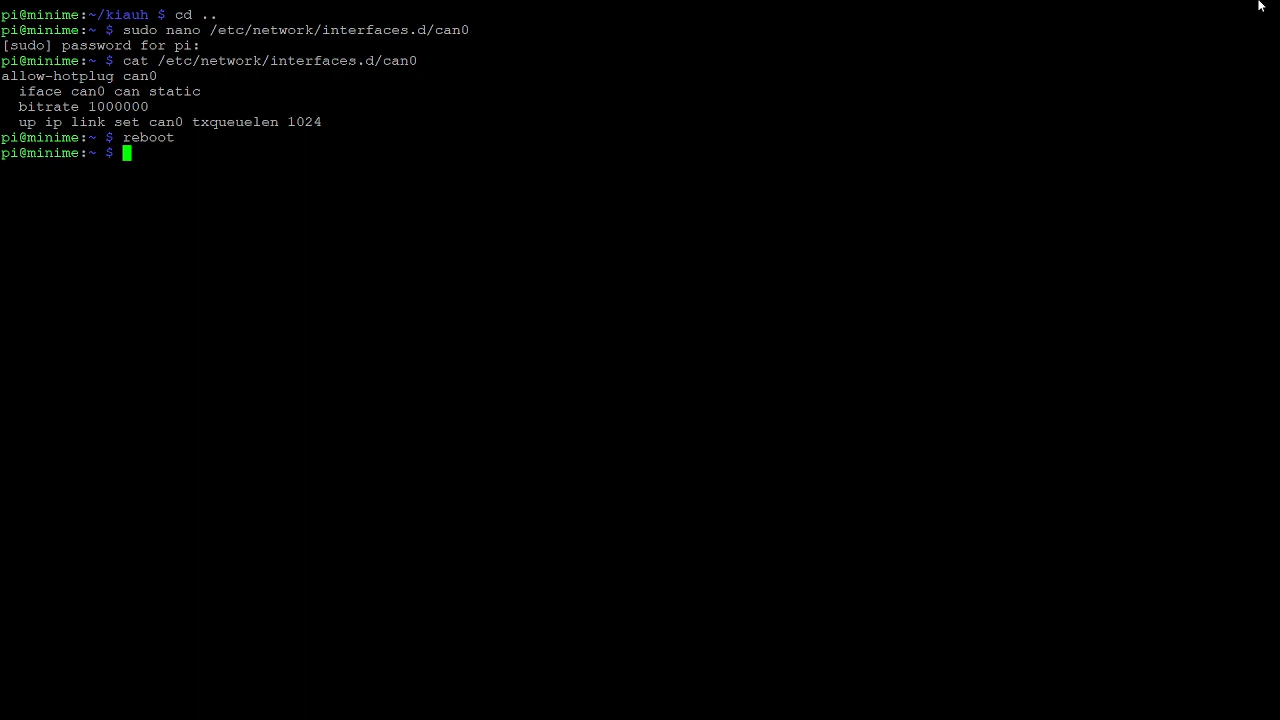 pi@minime:~/kiauh $ cd ..
pi@minime:~ $ sudo nano /etc/network/interfaces.d/can0
[sudo] password for pi:
pi@minime:~ $ cat /etc/network/interfaces.d/can0
allow-hotplug can0
  iface can0 can static
  bitrate 1000000
  up ip link set can0 txqueuelen 1024
pi@minime:~ $ reboot
pi@minime:~ $